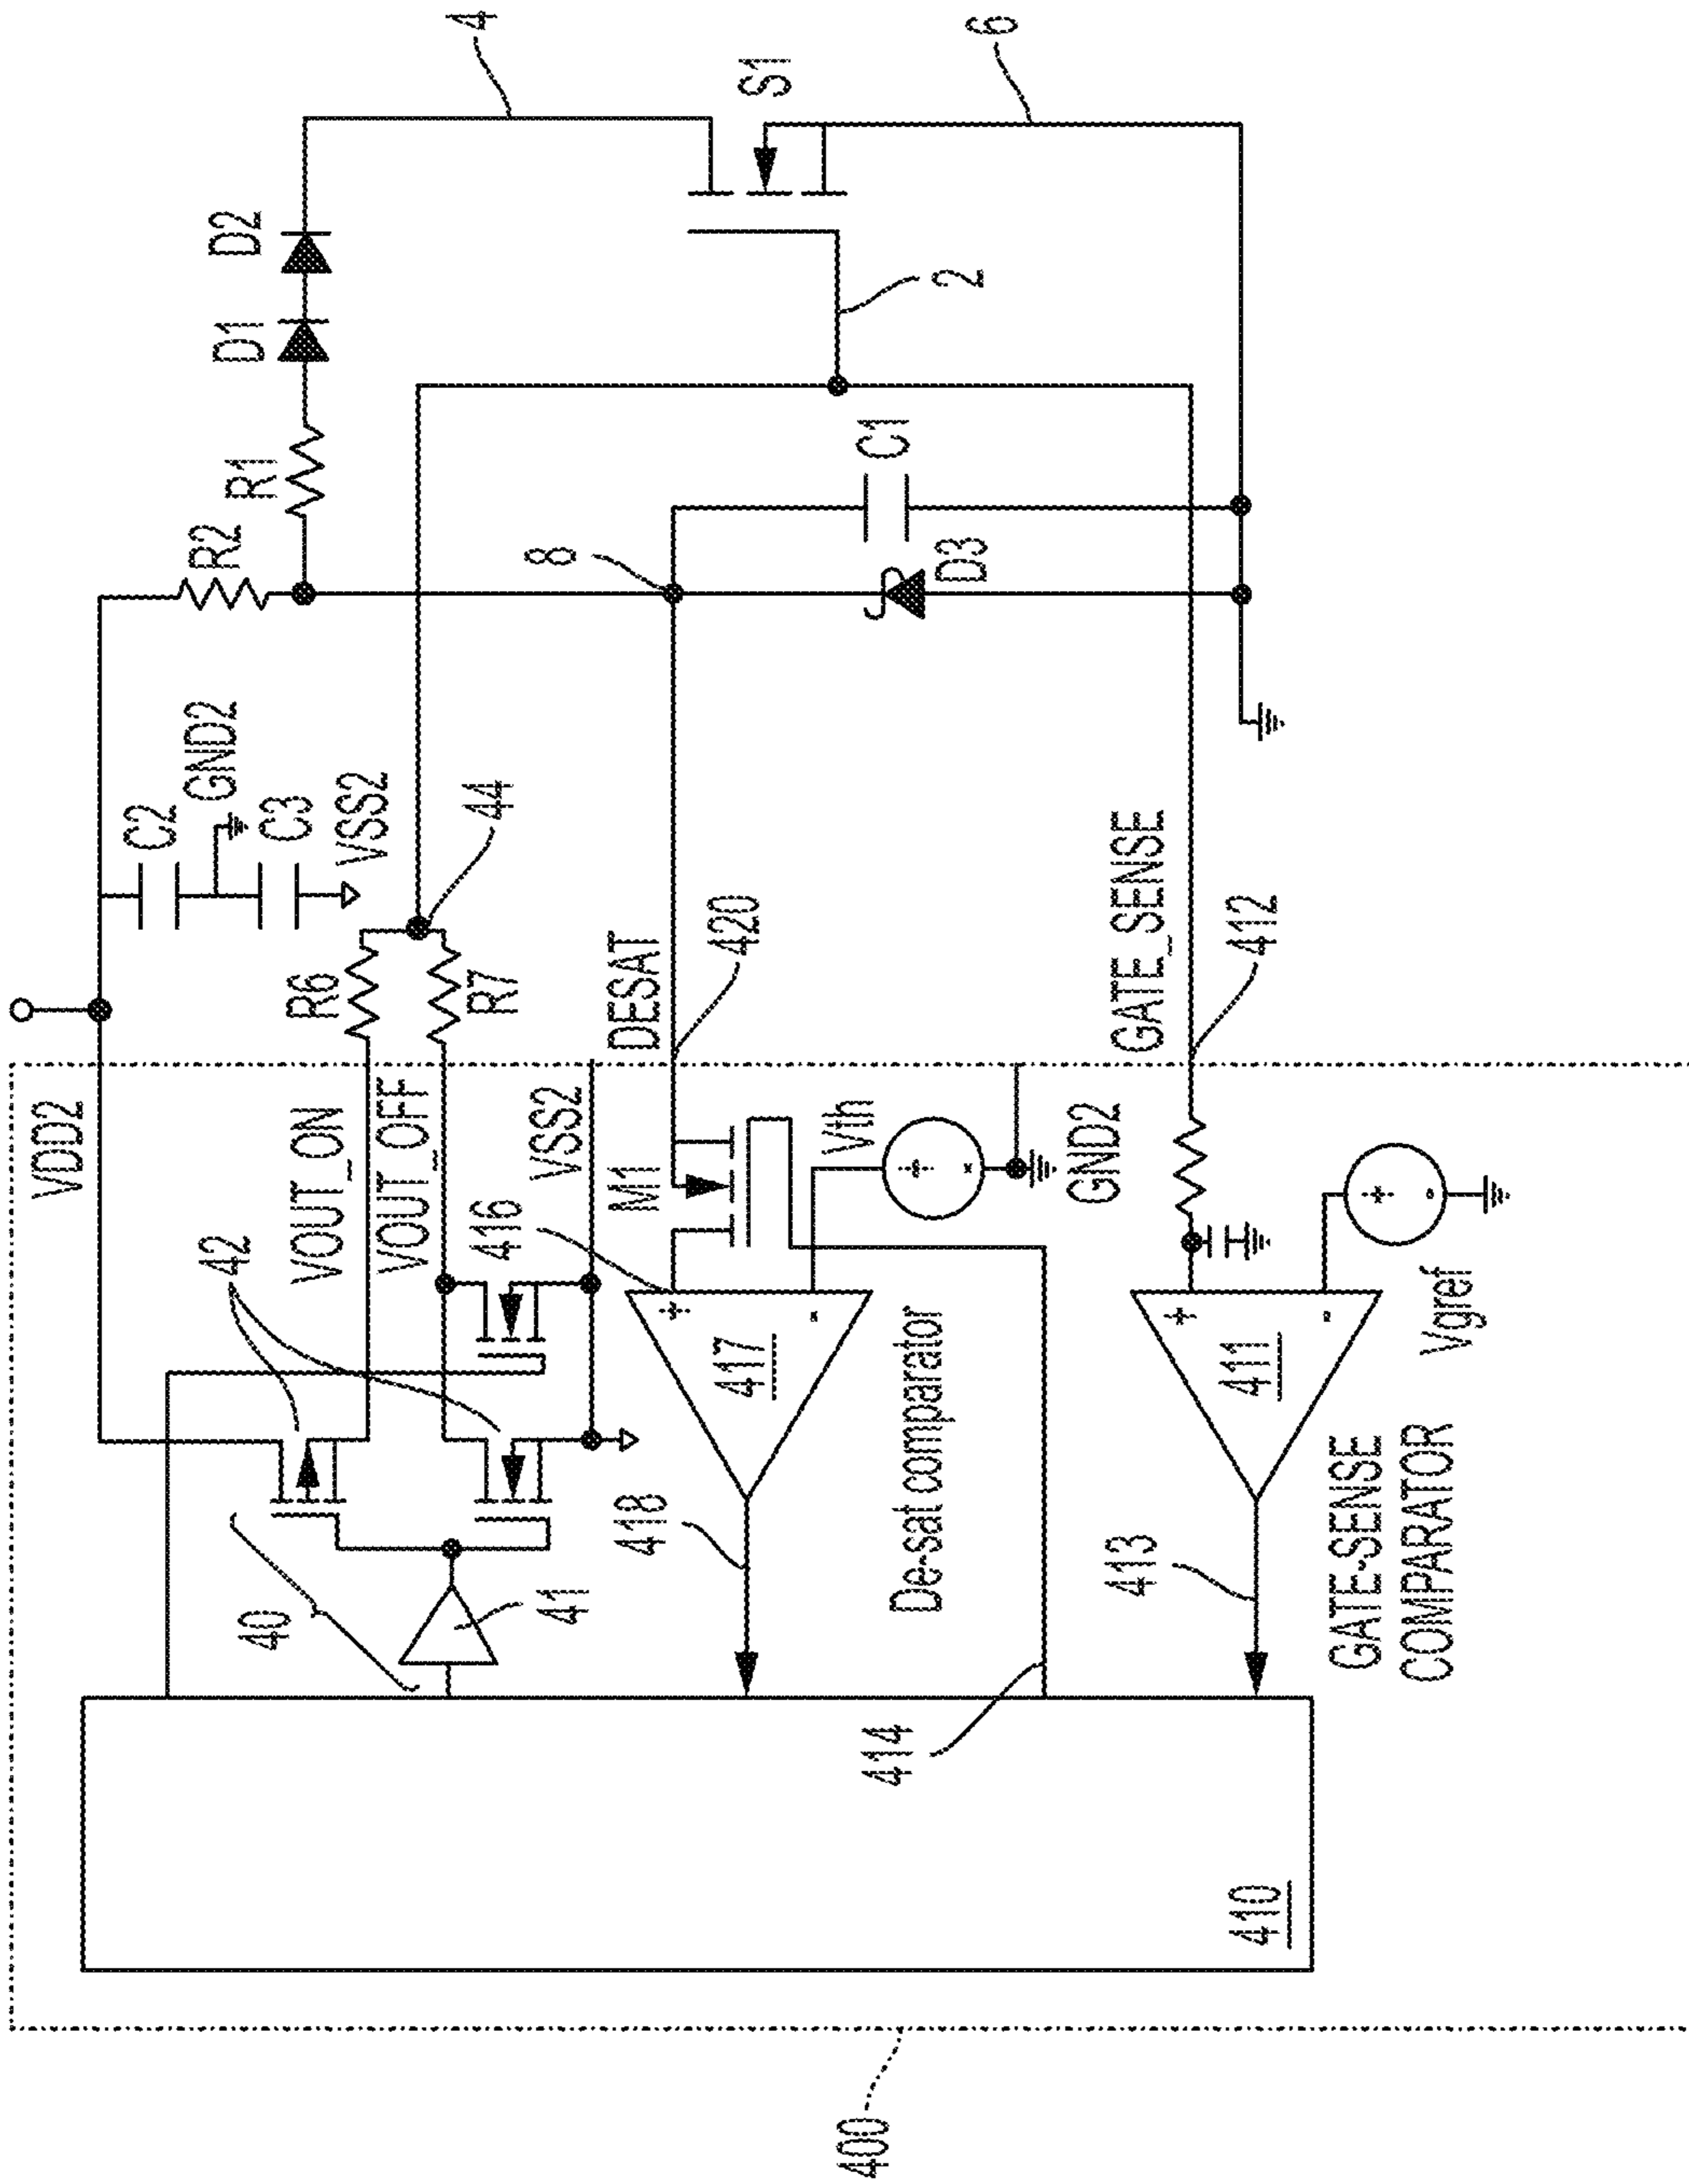 400
410
40
41
42
VDD2
VOUT_ON
VOUT_OFF
416
VSS2
M1
417
+
-
418
De-sat comparator
Vth
+
414
GND2
411
+
-
413
GATE-SENSE
COMPARATOR
Vgref
+
-
R6
R7
44
C2
GND2
C3
VSS2
DESAT
420
GATE_SENSE
412
R2
R1
D1
D2
4
S1
6
2
8
C1
D3